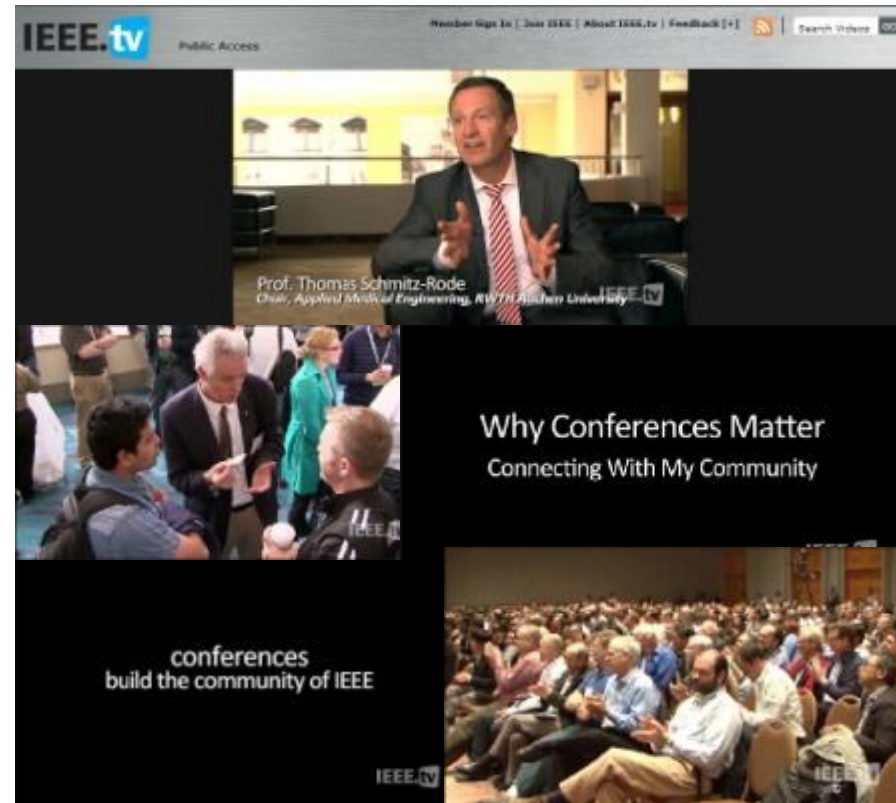 IEEE.tv
Public Access
Member Sign In | Join IEEE | About IEEE.tv | Feedback [+]
Search Videos
Prof. Thomas Schmitz-Rode
Chair, Applied Medical Engineering, RWTH Aachen University
IEEE.tv
Why Conferences Matter
Connecting With My Community
IEEE.tv
conferences
build the community of IEEE
IEEE.tv
IEEE